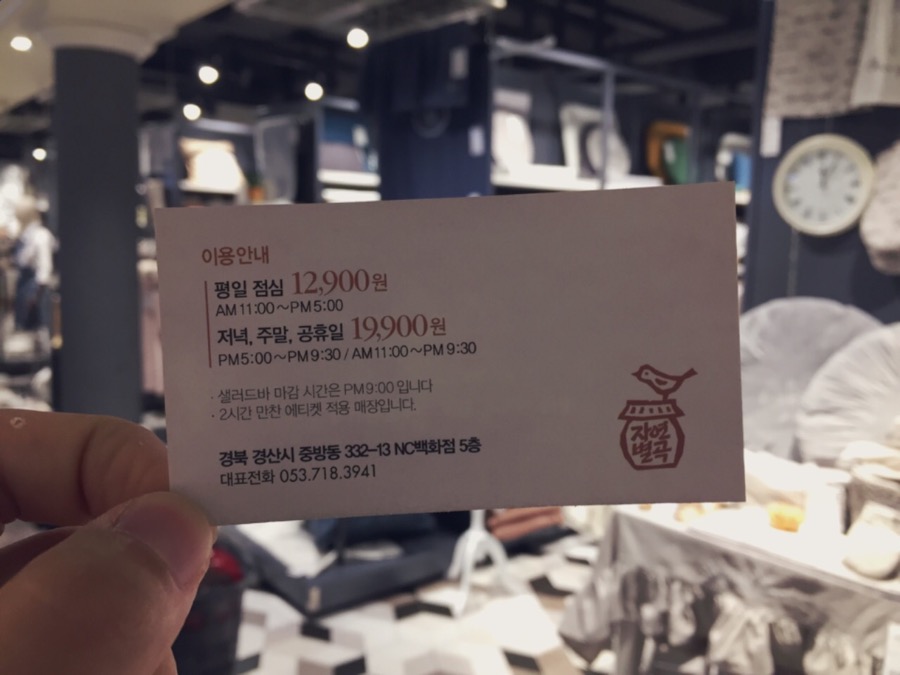 이용안내
평일 점심 12,900원
AM 11:00~PM 5:00
저녁, 주말, 공휴일 19,900원
PM 5:00~PM 9:30 / AM 11:00~PM 9:30
· 샐러드바 마감 시간은 PM 9:00 입니다
· 2시간 만찬 에티켓 적용 매장입니다.
경북 경산시 중방동 332-13 NC백화점 5층
대표전화 053.718.3941
자연
별곡